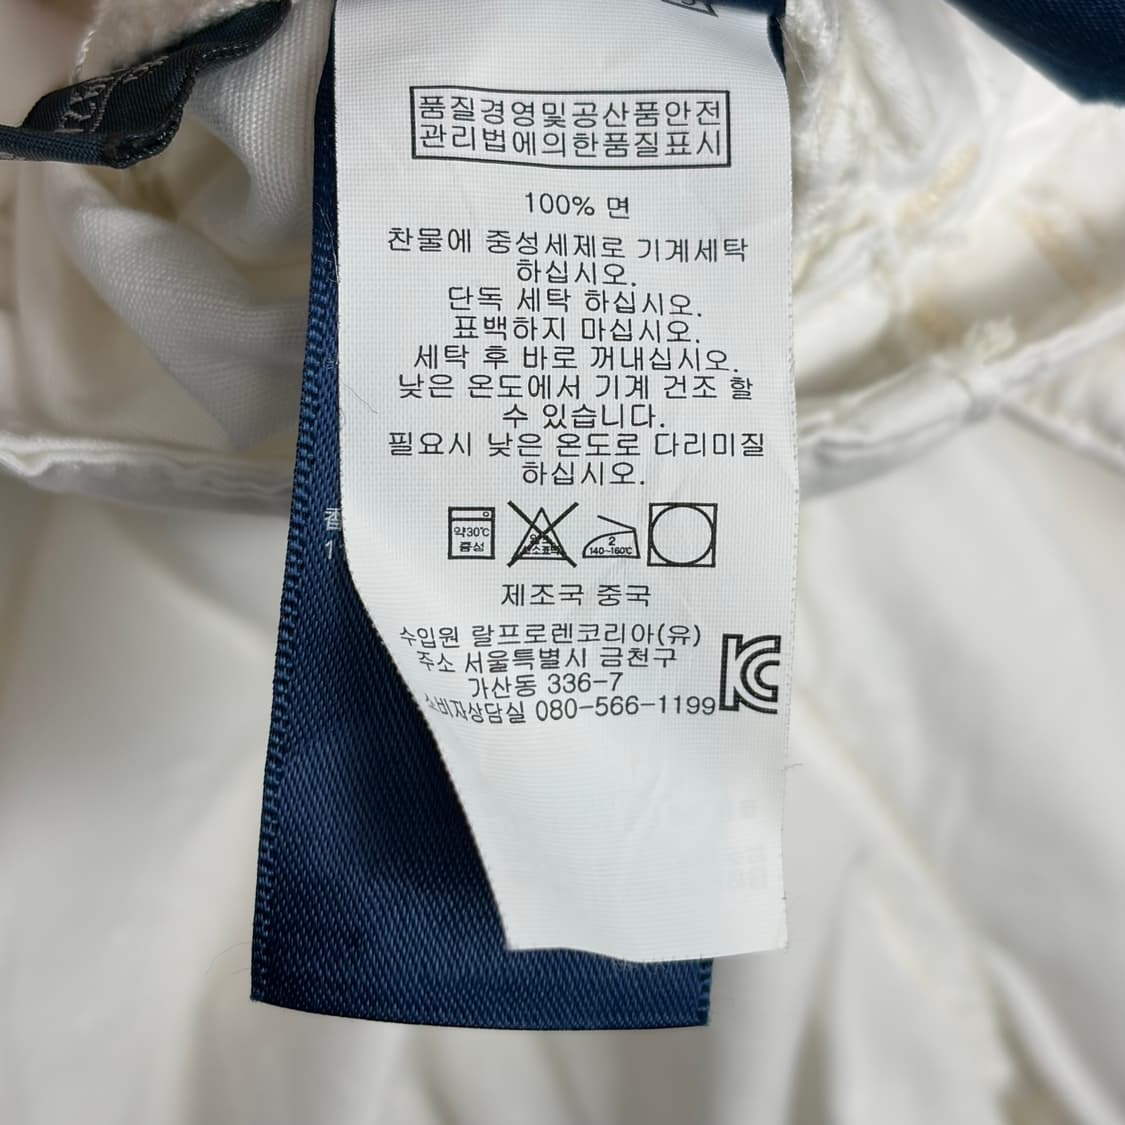 품질경영및공산품안전
관리법에의한품질표시
100% 면
찬물에 중성세제로 기계세탁
하십시오.
단독 세탁 하십시오.
표백하지 마십시오.
세탁 후 바로 꺼내십시오.
낮은 온도에서 기계 건조 할
수 있습니다.
필요시 낮은 온도로 다리미질
하십시오.
약30℃
중성
2
140~160℃
제조국 중국
수입원 랄프로렌코리아(유)
주소 서울특별시 금천구
가산동 336-7
소비자상담실 080-566-1199
KC